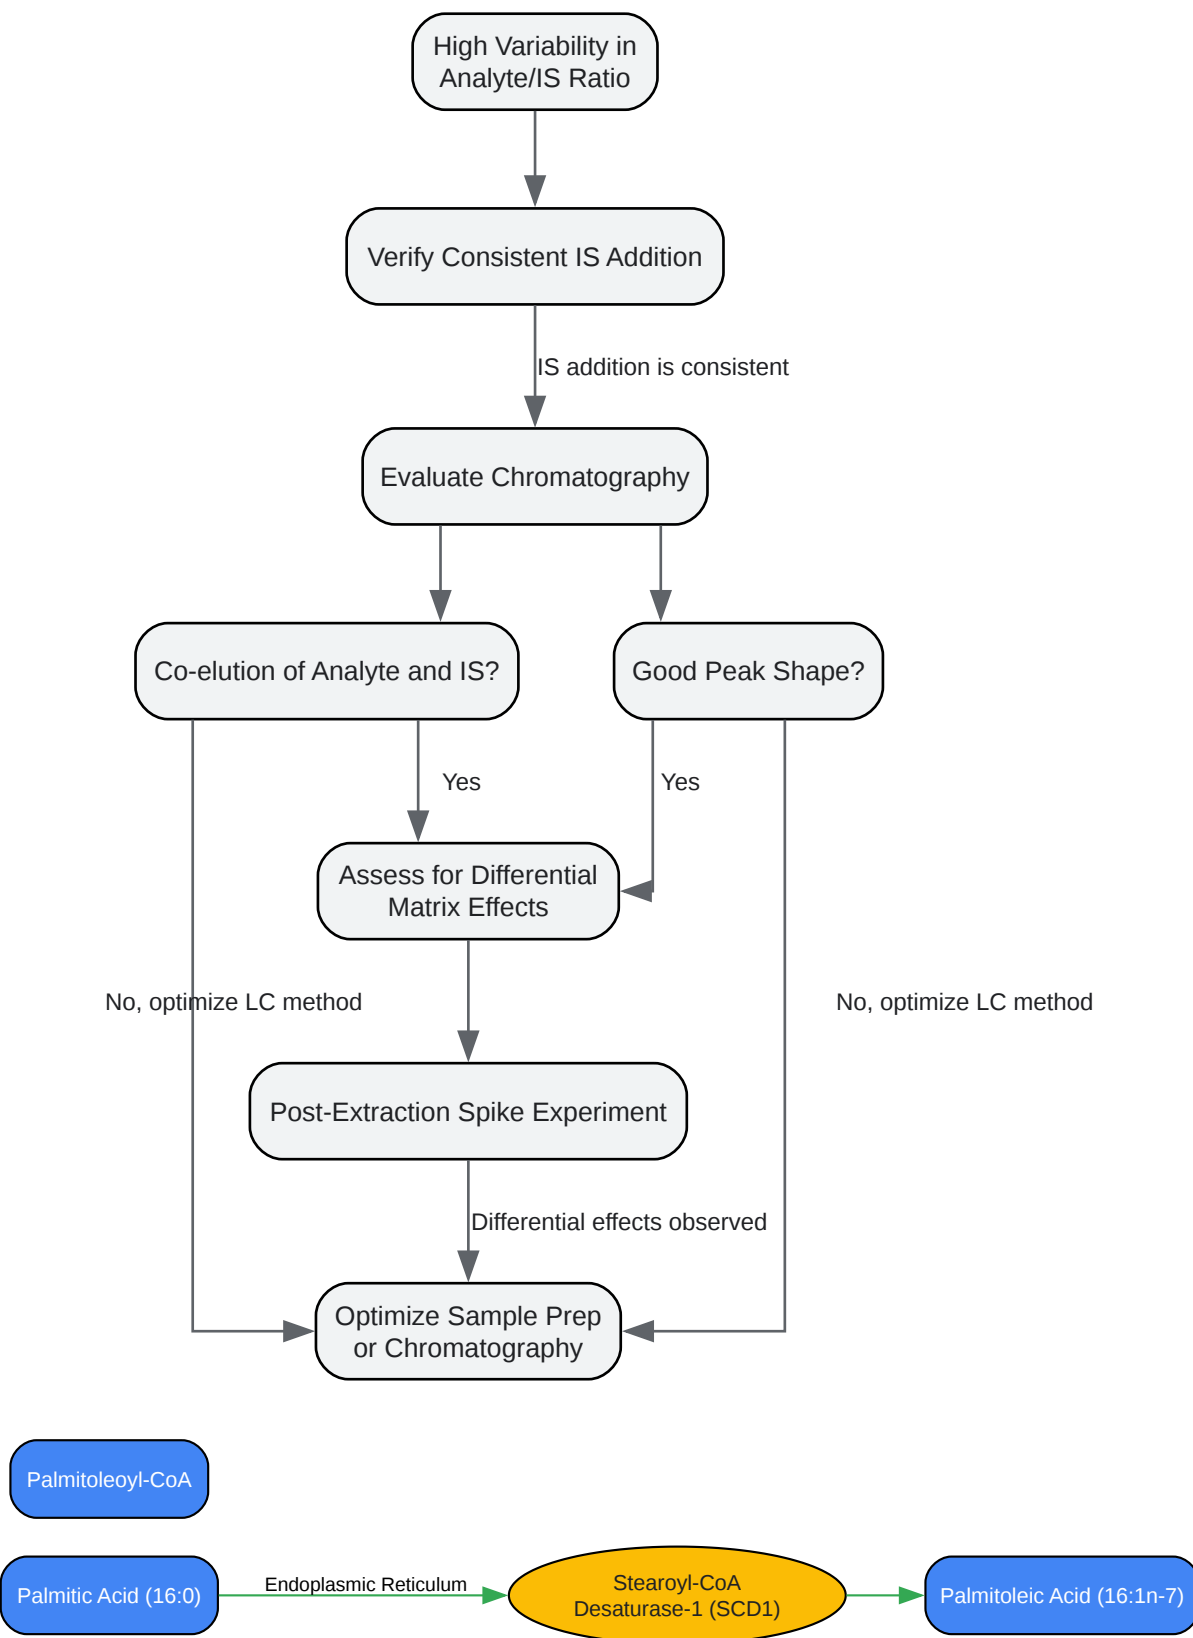 High Variability in
Analyte/IS Ratio
Verify Consistent IS Addition
IS addition is consistent
Evaluate Chromatography
Co-elution of Analyte and IS?
Good Peak Shape?
Yes
Yes
Assess for Differential
Matrix Effects
No, optimize LC method
No, optimize LC method
Post-Extraction Spike Experiment
Differential effects observed
Optimize Sample Prep
or Chromatography
Palmitoleoyl-CoA
Palmitic Acid (16:0)
Endoplasmic Reticulum
Stearoyl-CoA
Desaturase-1 (SCD1)
Palmitoleic Acid (16:1n-7)